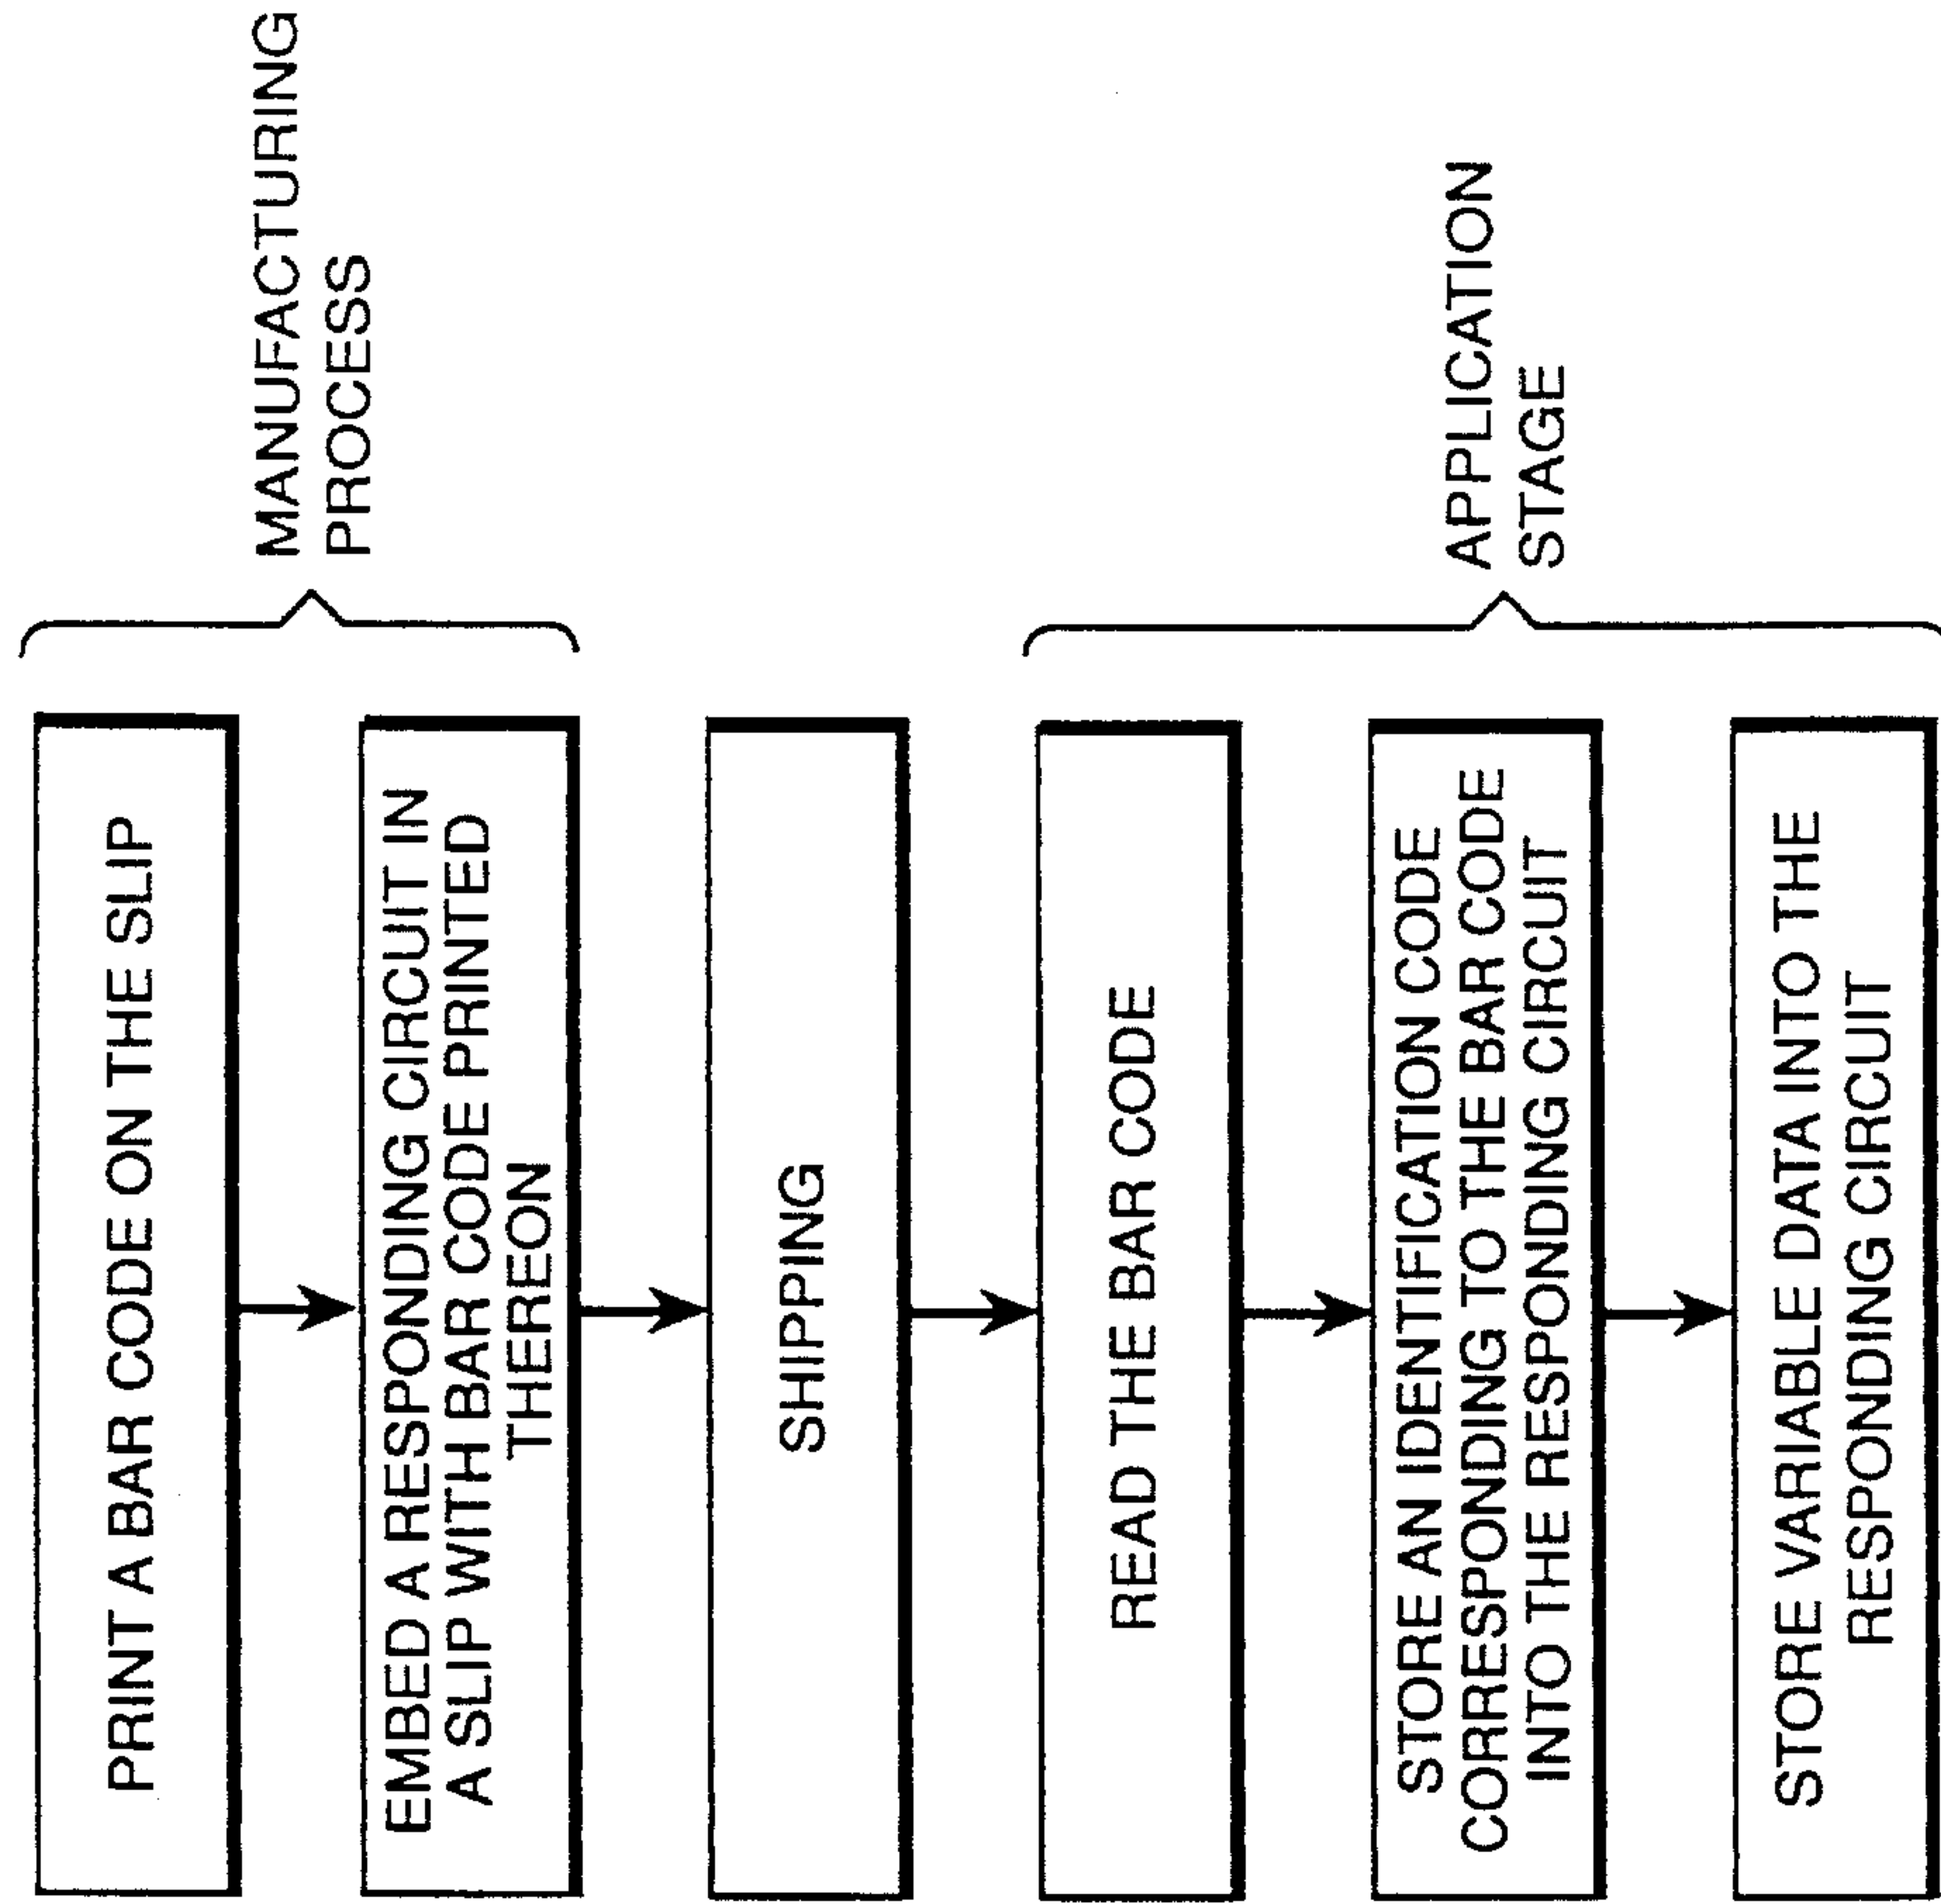 PRINT A BAR CODE ON THE SLIP
EMBED A RESPONDING CIRCUIT IN
A SLIP WITH BAR CODE PRINTED
THEREON
MANUFACTURING
PROCESS
SHIPPING
READ THE BAR CODE
STORE AN IDENTIFICATION CODE
CORRESPONDING TO THE BAR CODE
INTO THE RESPONDING CIRCUIT
STORE VARIABLE DATA INTO THE
RESPONDING CIRCUIT
APPLICATION
STAGE